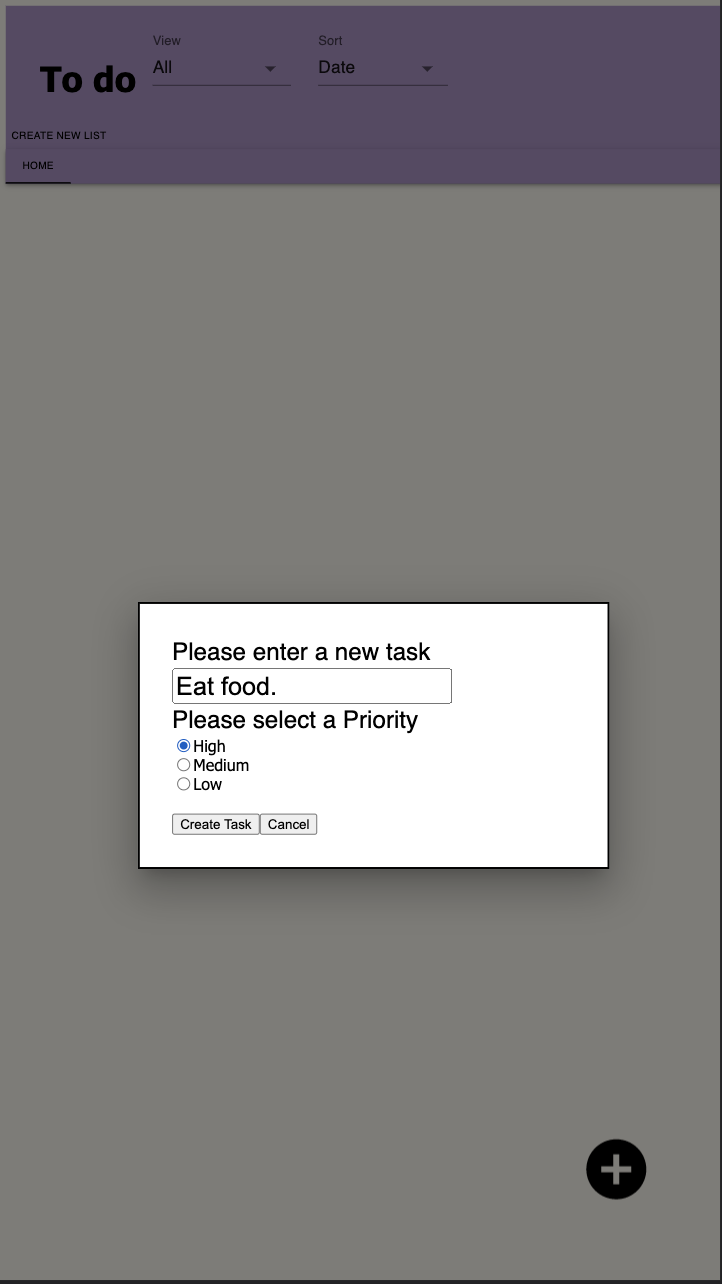 View
Sort
To do
All
Date
CREATE NEW LIST
HOME
Please enter a new task
Eat food.
Please select a Priority
High
Medium
Low
Create Task Cancel